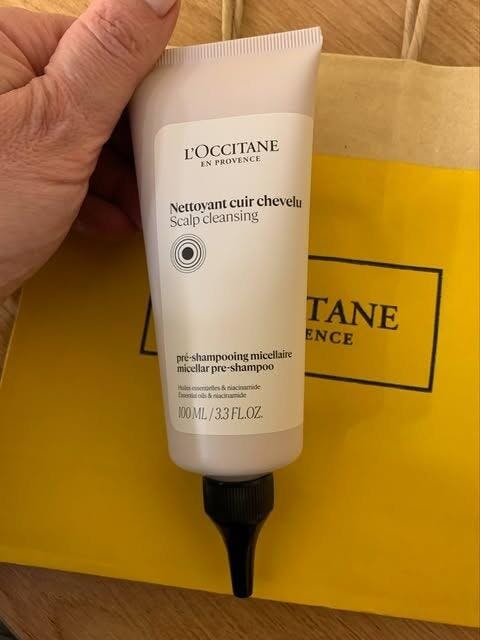 L'OCCITANE
EN PROVENCE
Nettoyant cuir chevelu
Scalp cleansing
pré-shampooing micellaire
micellar pre-shampoo
Huiles essentielles & niacinamide
Essential oils & niacinamide
100 ML / 3.3 FL.OZ.
CCITANE
ENCE